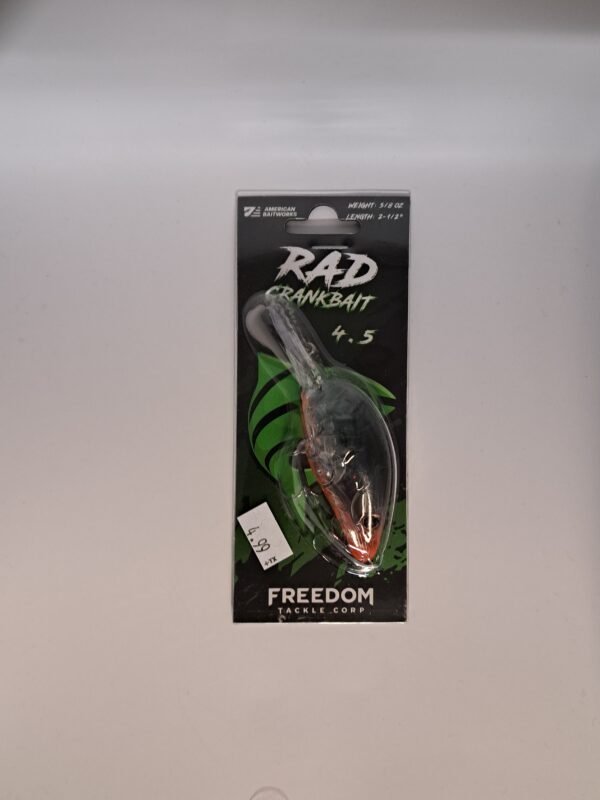 AMERICAN
BAITWORKS
WEIGHT: 5/8 OZ
LENGTH: 2-1/2"
RAD
CRANKBAIT
4.5
4.99
+TX
FREEDOM
TACKLE CORP